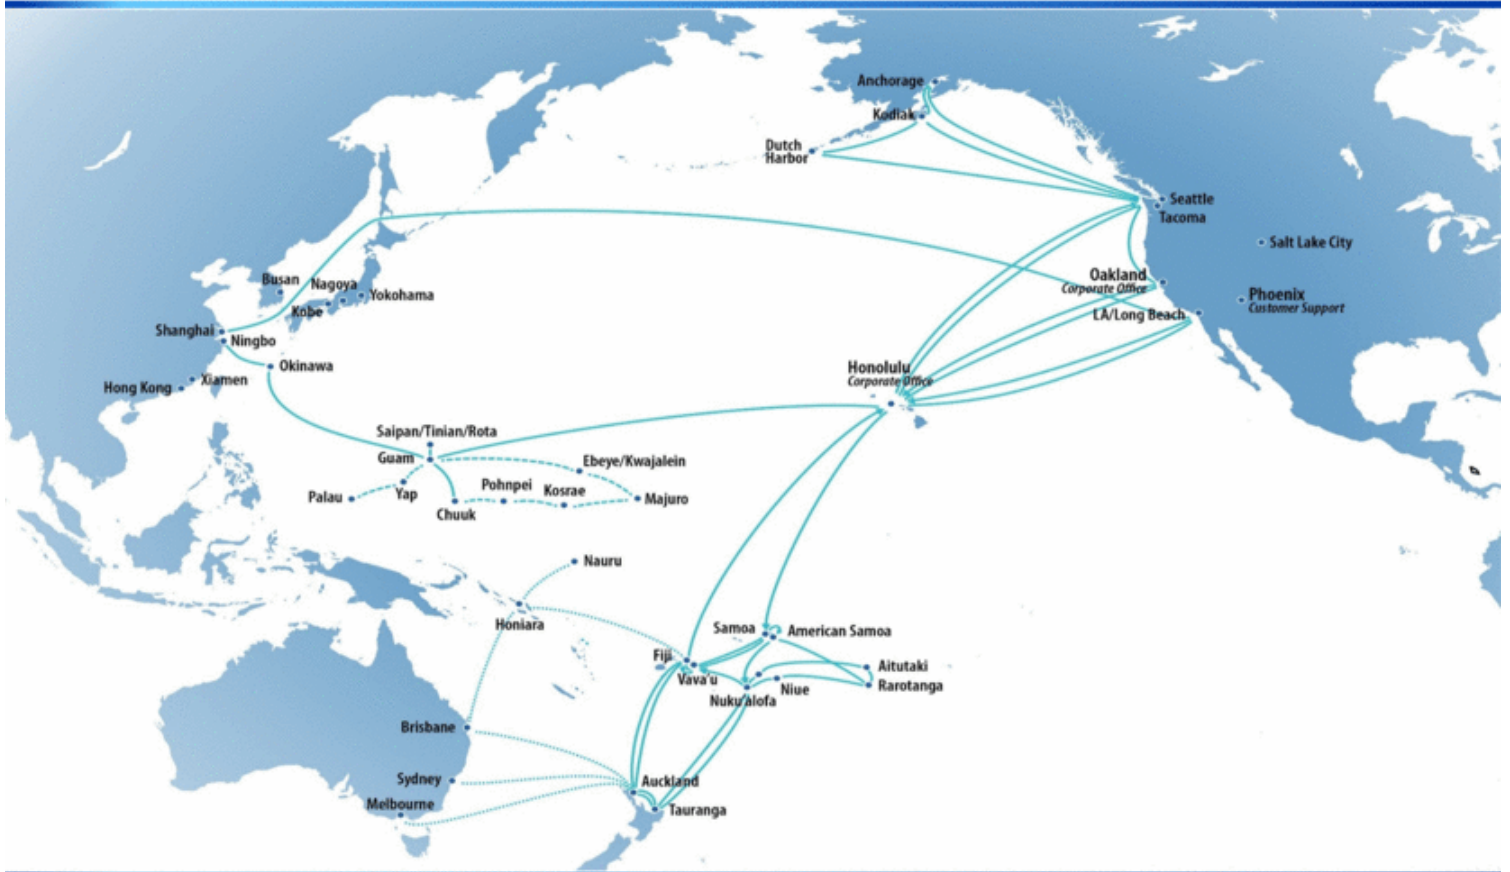 Anchorage
Kodiak
Dutch
Harbor
Seattle
Tacoma
Salt Lake City
Oakland
Corporate Office
Phoenix
Customer Support
LA/Long Beach
Busan
Nagoya
Yokohama
Kobe
Shanghai
Ningbo
Okinawa
Xiamen
Hong Kong
Honolulu
Corporate Office
Saipan/Tinian/Rota
Guam
Ebeye/Kwajalein
Palau
Yap
Pohnpei
Kosrae
Majuro
Chuuk
Nauru
Honiara
Samoa
American Samoa
Fiji
Vava'u
Aitutaki
Niue
Rarotanga
Nuku'alofa
Brisbane
Sydney
Auckland
Melbourne
Tauranga